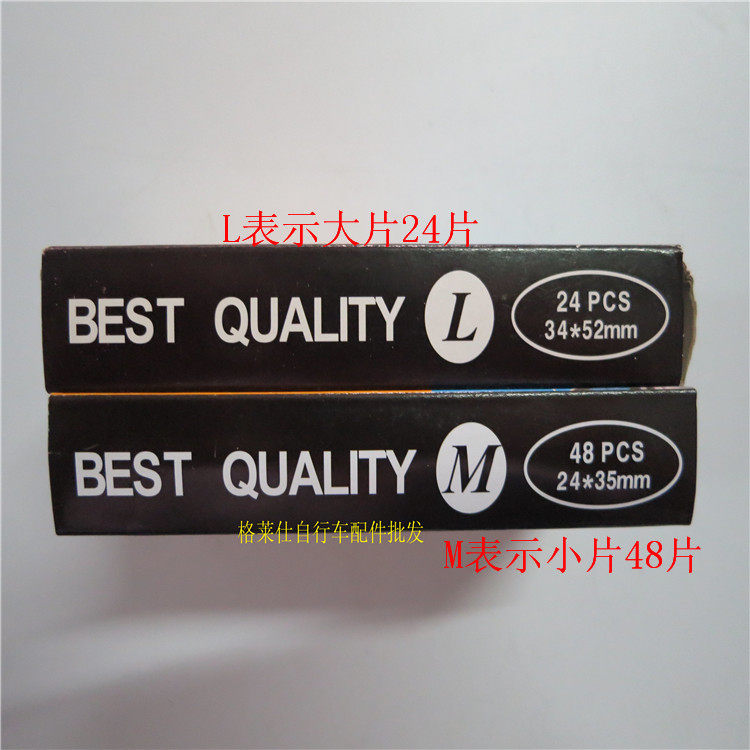 L表示大片24片
BEST QUALITY L 24 PCS
34*52mm
BEST QUALITY M 48 PCS
24*35mm
格莱仕自行车配件批发
M表示小片48片